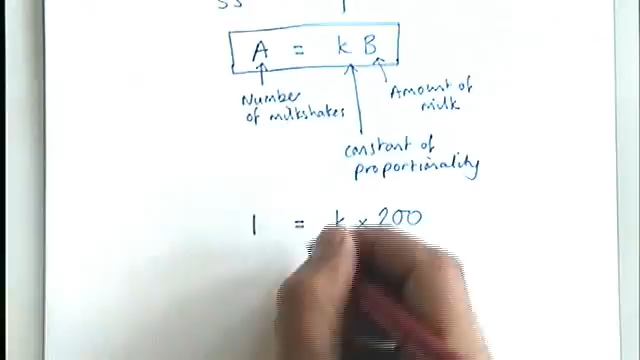 A = k B
Number of milkshakes
Amount of milk
constant of proportionality
1 = k × 200